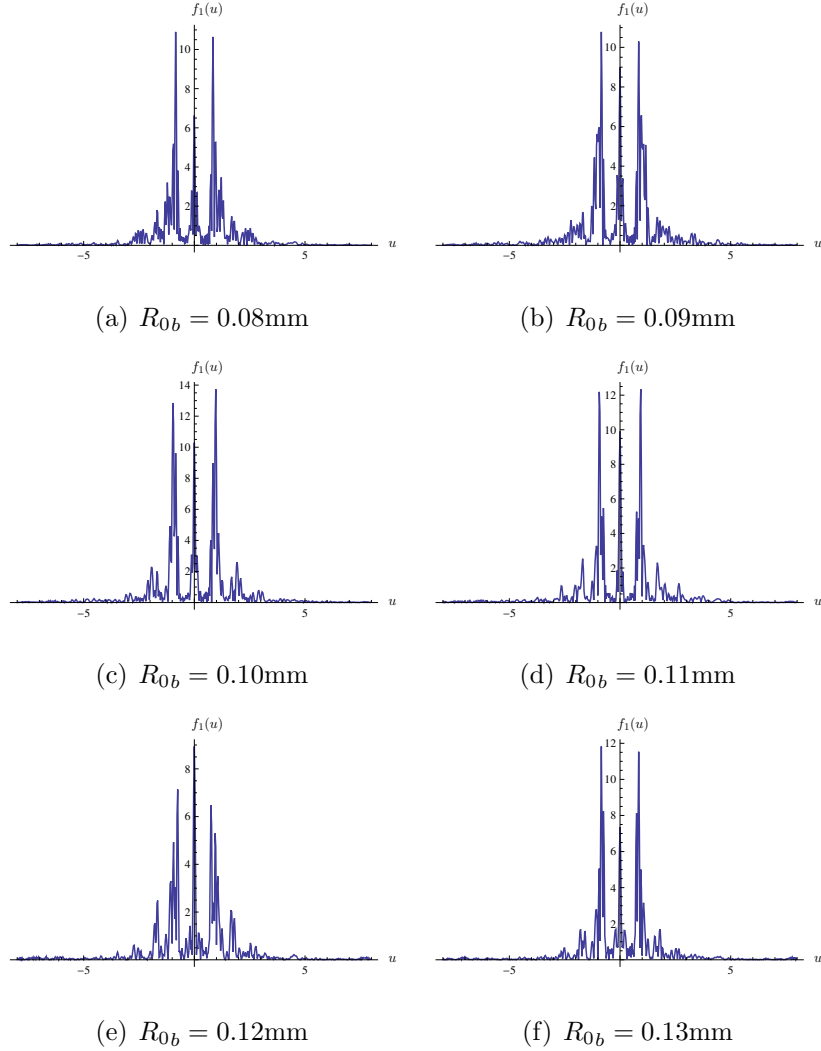 f₁(u)
10
8
6
4
2
−5 5 u
(a) R₀b = 0.08mm
f₁(u)
10
8
6
4
2
−5 5 u
(b) R₀b = 0.09mm
f₁(u)
14
12
10
8
6
4
2
−5 5 u
(c) R₀b = 0.10mm
f₁(u)
12
10
8
6
4
2
−5 5 u
(d) R₀b = 0.11mm
f₁(u)
8
6
4
2
−5 5 u
(e) R₀b = 0.12mm
f₁(u)
12
10
8
6
4
2
−5 5 u
(f) R₀b = 0.13mm